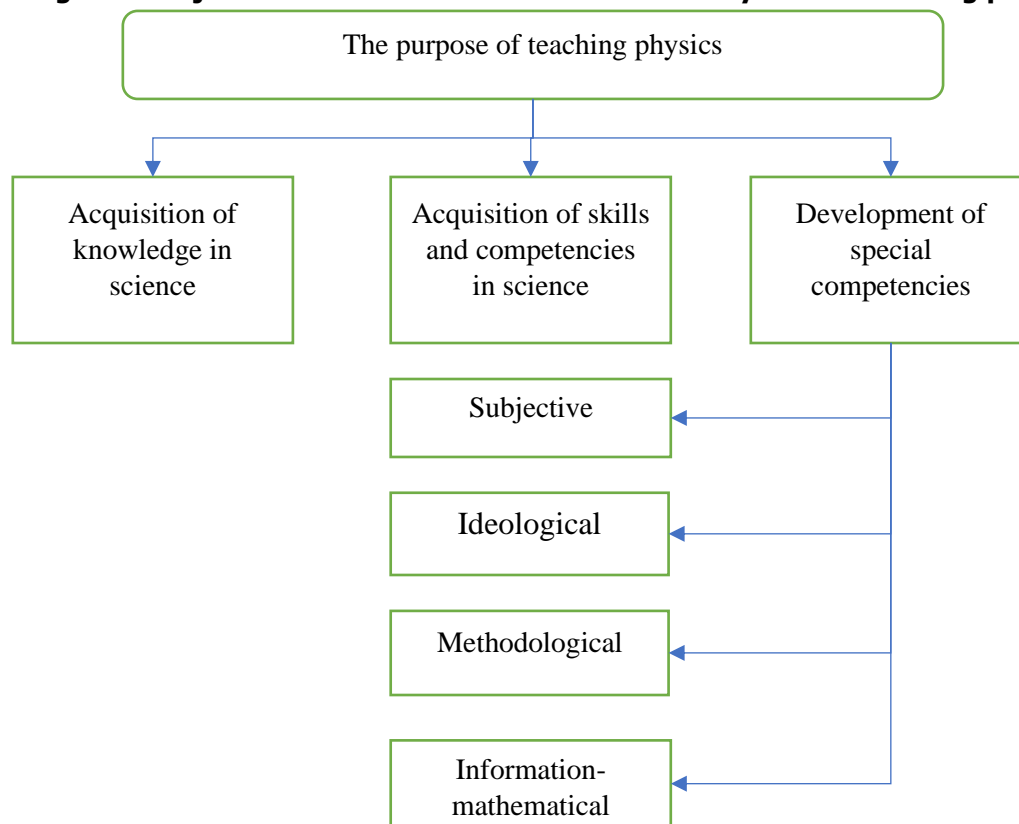 The purpose of teaching physics
Acquisition of
knowledge in
science
Acquisition of skills
and competencies
in science
Development of
special
competencies
Subjective
Ideological
Methodological
Information-
mathematical